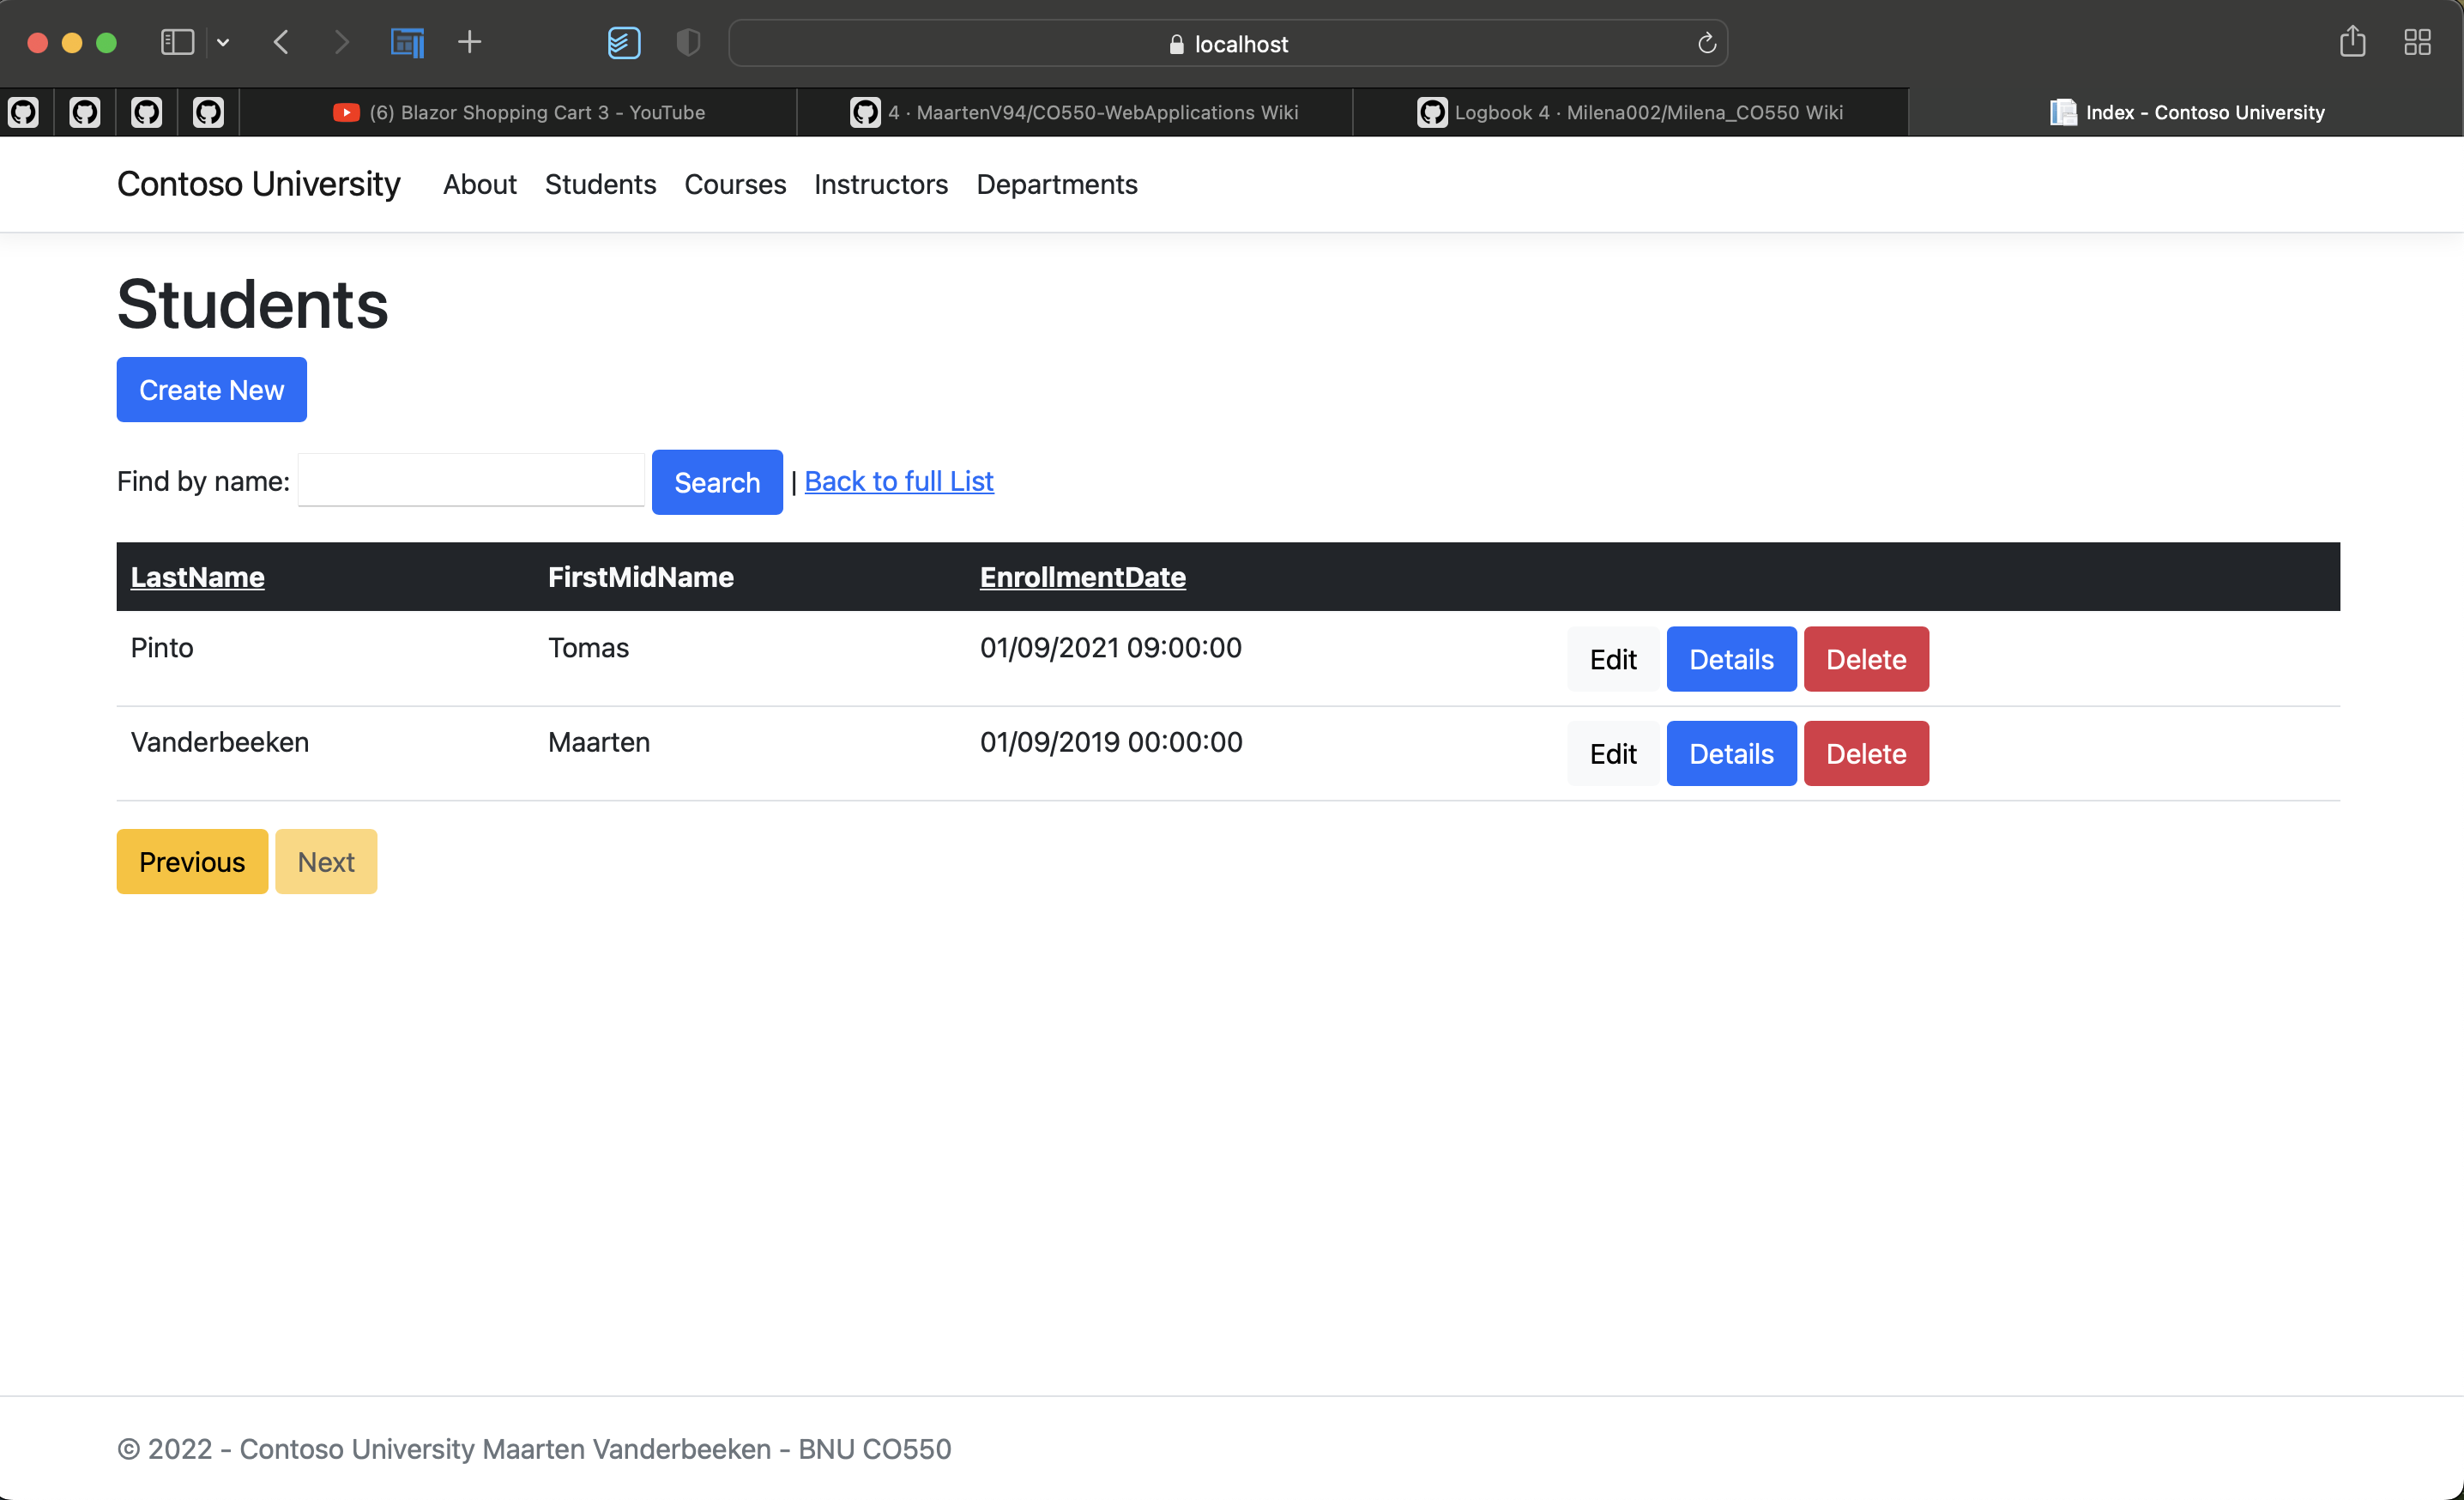 localhost
(6) Blazor Shopping Cart 3 - YouTube
4 · MaartenV94/CO550-WebApplications Wiki
Logbook 4 · Milena002/Milena_CO550 Wiki
Index - Contoso University
Contoso University About Students Courses Instructors Departments
Students
Create New
Find by name: Search | Back to full List
LastName FirstMidName EnrollmentDate
Pinto Tomas 01/09/2021 09:00:00 Edit Details Delete
Vanderbeeken Maarten 01/09/2019 00:00:00 Edit Details Delete
Previous Next
© 2022 - Contoso University Maarten Vanderbeeken - BNU CO550